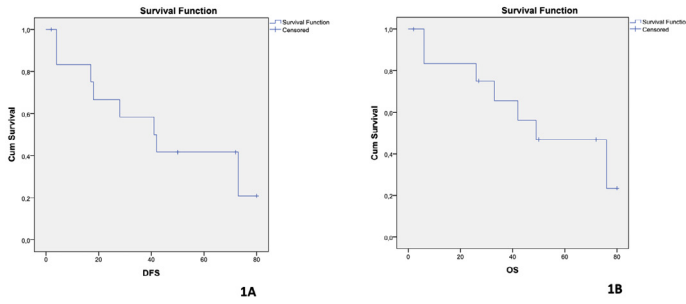 Survival Function
Survival Function
Censored
Cum Survival
1,0
0,8
0,6
0,4
0,2
0,0
0
20
40
60
80
DFS
1A
Survival Function
Survival Function
Censored
Cum Survival
1,0
0,8
0,6
0,4
0,2
0,0
0
20
40
60
80
OS
1B